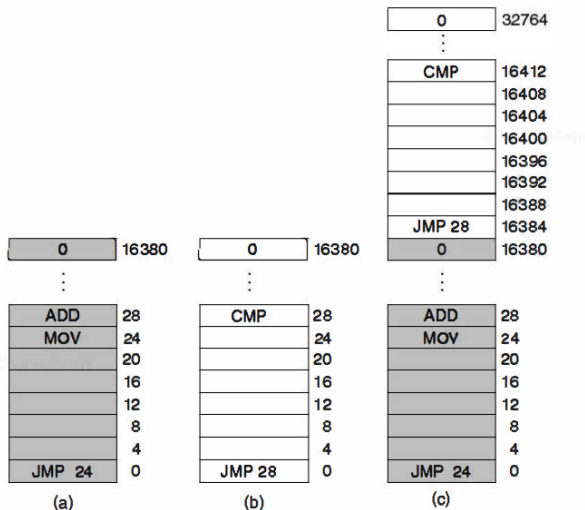 0 32764
CMP 16412
16408
16404
16400
16396
16392
16388
JMP 28 16384
0 16380 0 16380 0 16380
ADD 28 CMP 28 ADD 28
MOV 24 24 MOV 24
20 20 20
16 16 16
12 12 12
8 8 8
4 4 4
JMP 24 0 JMP 28 0 JMP 24 0
(a) (b) (c)